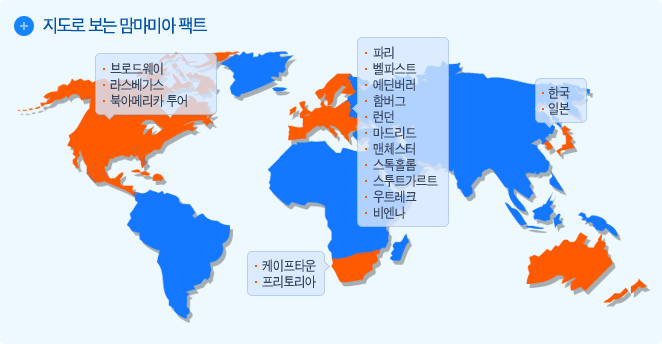 지도로 보는 맘마미아 팩트
브로드웨이
라스베가스
북아메리카 투어
파리
벨파스트
에딘버러
함버그
런던
마드리드
맨체스터
스톡홀롬
스투트가르트
우트레크
비엔나
한국
일본
케이프타운
프리토리아